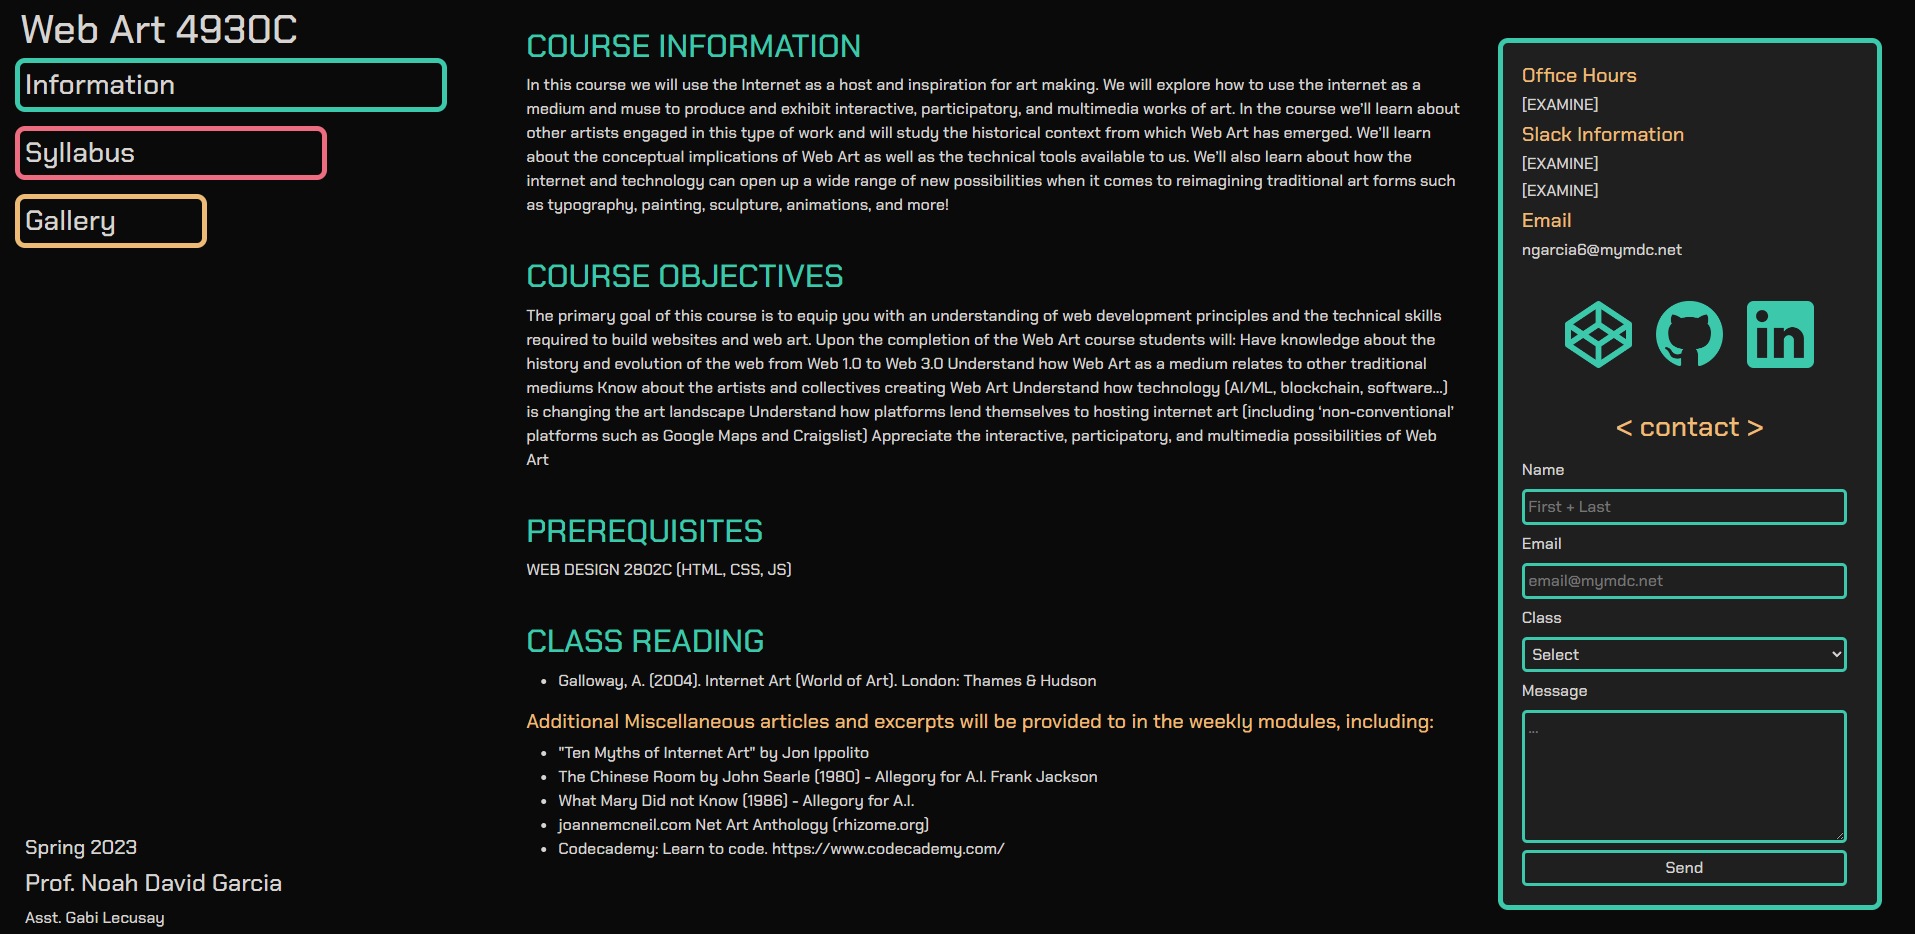 Web Art 4930C
Information
Syllabus
Gallery
Spring 2023
Prof. Noah David Garcia
Asst. Gabi Lecusay
COURSE INFORMATION
In this course we will use the Internet as a host and inspiration for art making. We will explore how to use the internet as a
medium and muse to produce and exhibit interactive, participatory, and multimedia works of art. In the course we'll learn about
other artists engaged in this type of work and will study the historical context from which Web Art has emerged. We'll learn
about the conceptual implications of Web Art as well as the technical tools available to us. We'll also learn about how the
internet and technology can open up a wide range of new possibilities when it comes to reimagining traditional art forms such
as typography, painting, sculpture, animations, and more!
COURSE OBJECTIVES
The primary goal of this course is to equip you with an understanding of web development principles and the technical skills
required to build websites and web art. Upon the completion of the Web Art course students will: Have knowledge about the
history and evolution of the web from Web 1.0 to Web 3.0 Understand how Web Art as a medium relates to other traditional
mediums Know about the artists and collectives creating Web Art Understand how technology (AI/ML, blockchain, software...)
is changing the art landscape Understand how platforms lend themselves to hosting internet art (including ‘non-conventional’
platforms such as Google Maps and Craigslist) Appreciate the interactive, participatory, and multimedia possibilities of Web
Art
PREREQUISITES
WEB DESIGN 2802C (HTML, CSS, JS)
CLASS READING
• Galloway, A. (2004). Internet Art (World of Art). London: Thames & Hudson
Additional Miscellaneous articles and excerpts will be provided to in the weekly modules, including:
• "Ten Myths of Internet Art" by Jon Ippolito
• The Chinese Room by John Searle (1980) - Allegory for A.I. Frank Jackson
• What Mary Did not Know (1986) - Allegory for A.I.
• joannemcneil.com Net Art Anthology (rhizome.org)
• Codecademy: Learn to code. https://www.codecademy.com/
Office Hours
[EXAMINE]
Slack Information
[EXAMINE]
[EXAMINE]
Email
ngarcia6@mymdc.net
in
< contact >
Name
First + Last
Email
email@mymdc.net
Class
Select
Message
...
Send